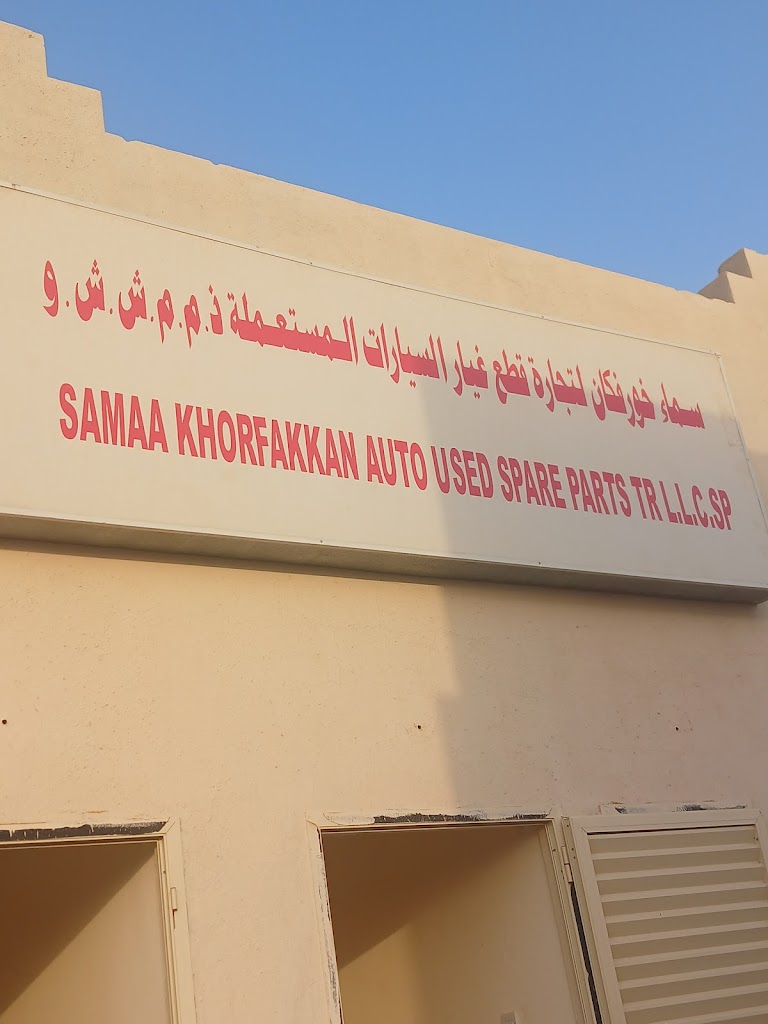 سماء خورفكان لتجارة قطع غيار السيارات المستعملة ذ.م.م.ش.ش.و
SAMAA KHORFAKKAN AUTO USED SPARE PARTS TR L.L.C.SP